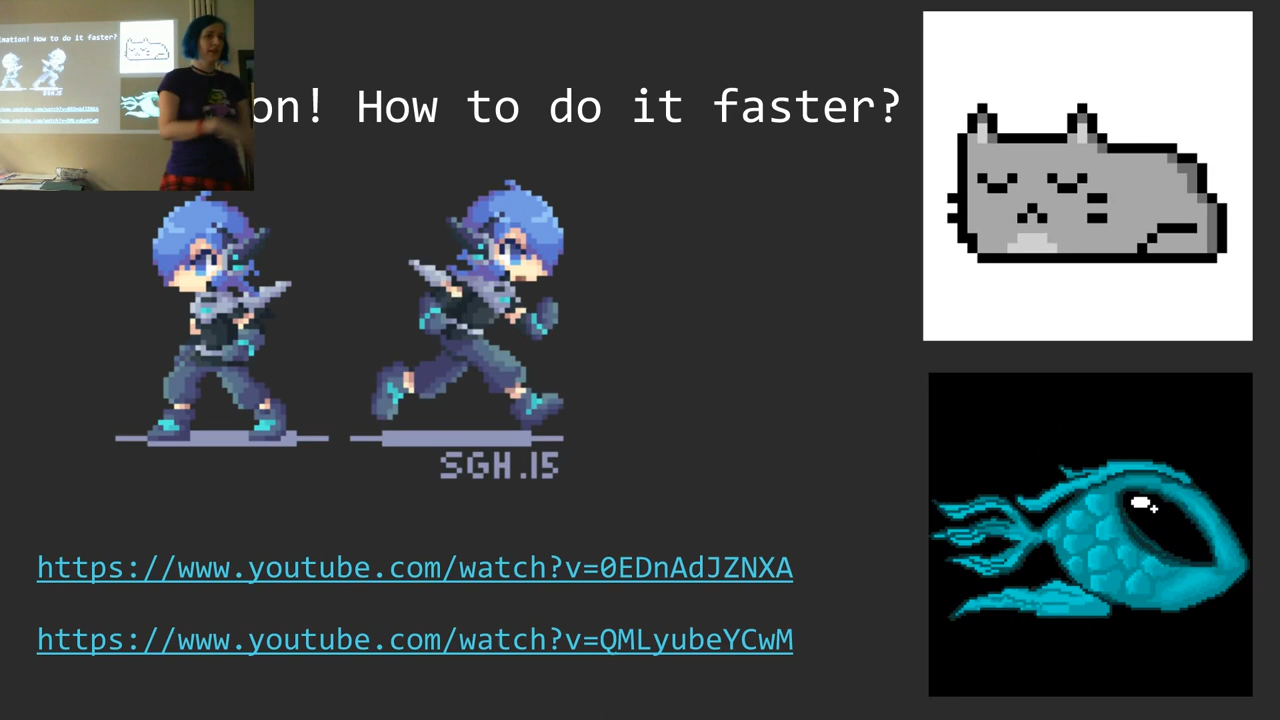 on! How to do it faster?
SGH.15
https://www.youtube.com/watch?v=0EDnAdJZNXA
https://www.youtube.com/watch?v=QMLyubeYCwM